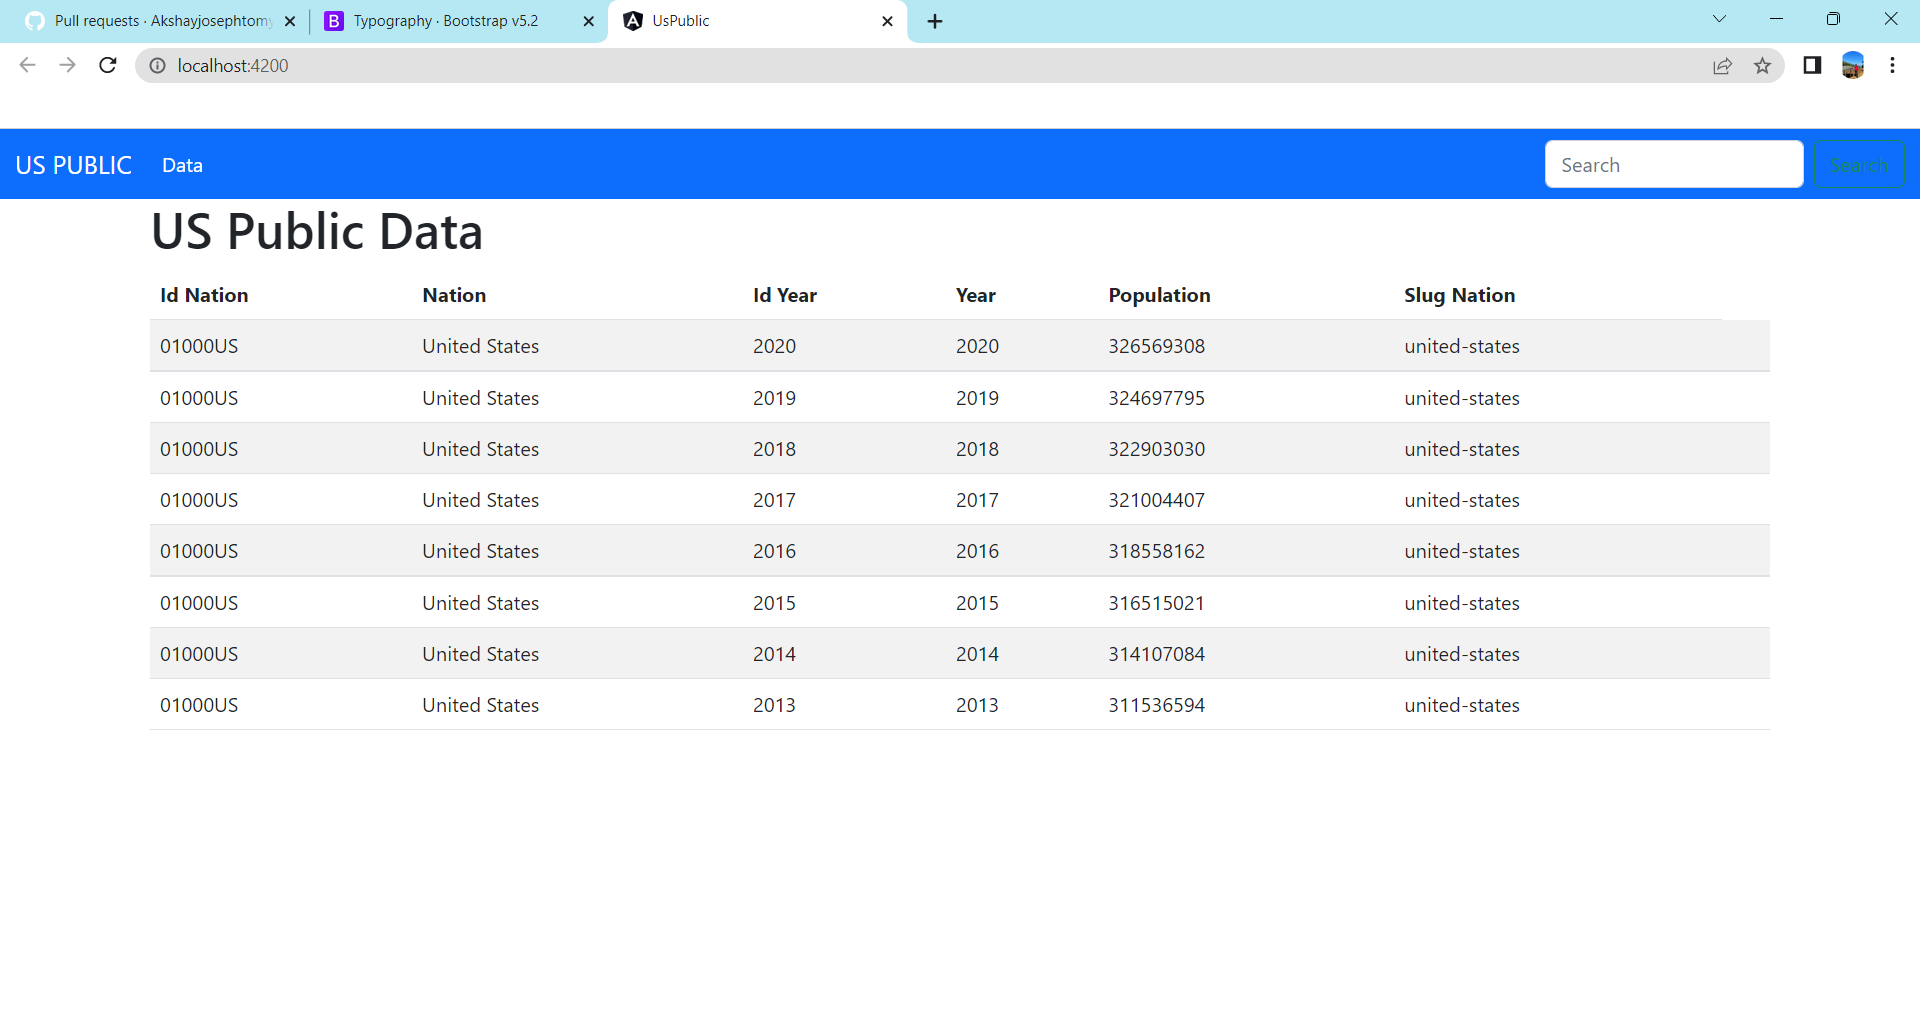 Pull requests · Akshayjosephtomy
Typography · Bootstrap v5.2
UsPublic
localhost:4200
US PUBLIC Data Search Search
US Public Data
Id Nation Nation Id Year Year Population Slug Nation
01000US United States 2020 2020 326569308 united-states
01000US United States 2019 2019 324697795 united-states
01000US United States 2018 2018 322903030 united-states
01000US United States 2017 2017 321004407 united-states
01000US United States 2016 2016 318558162 united-states
01000US United States 2015 2015 316515021 united-states
01000US United States 2014 2014 314107084 united-states
01000US United States 2013 2013 311536594 united-states